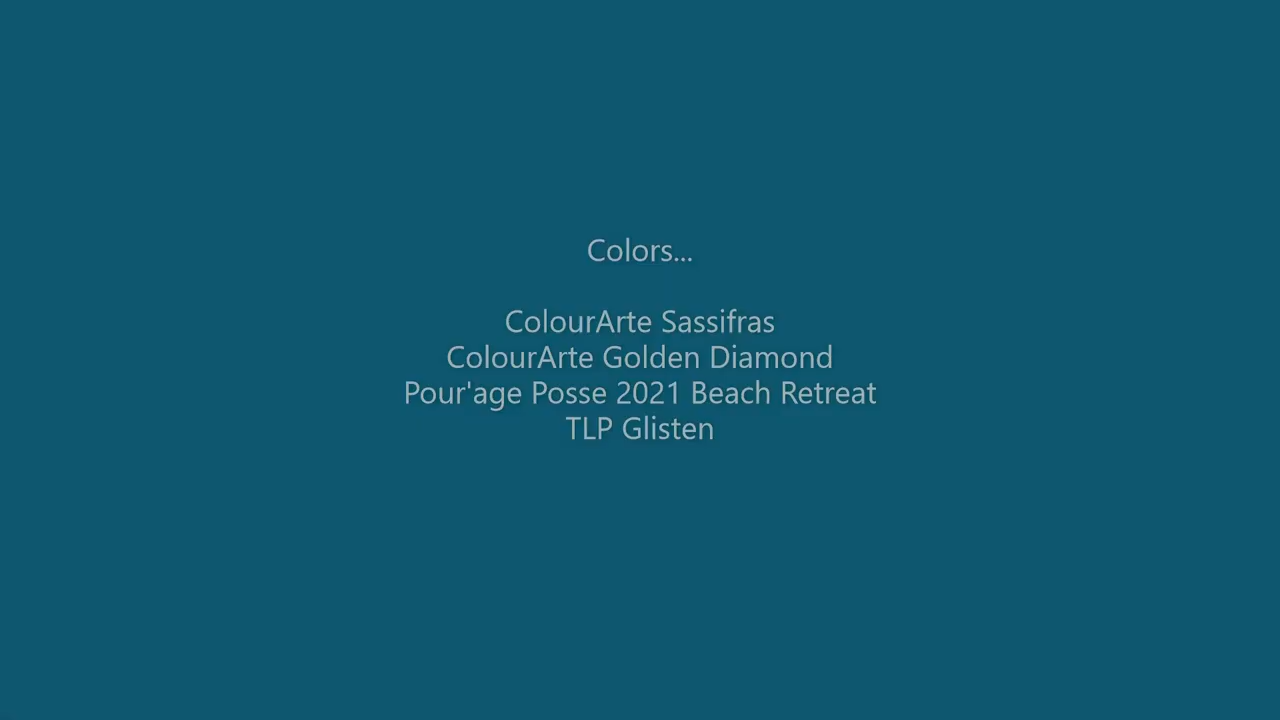 Colors...
ColourArte Sassifras
ColourArte Golden Diamond
Pour'age Posse 2021 Beach Retreat
TLP Glisten